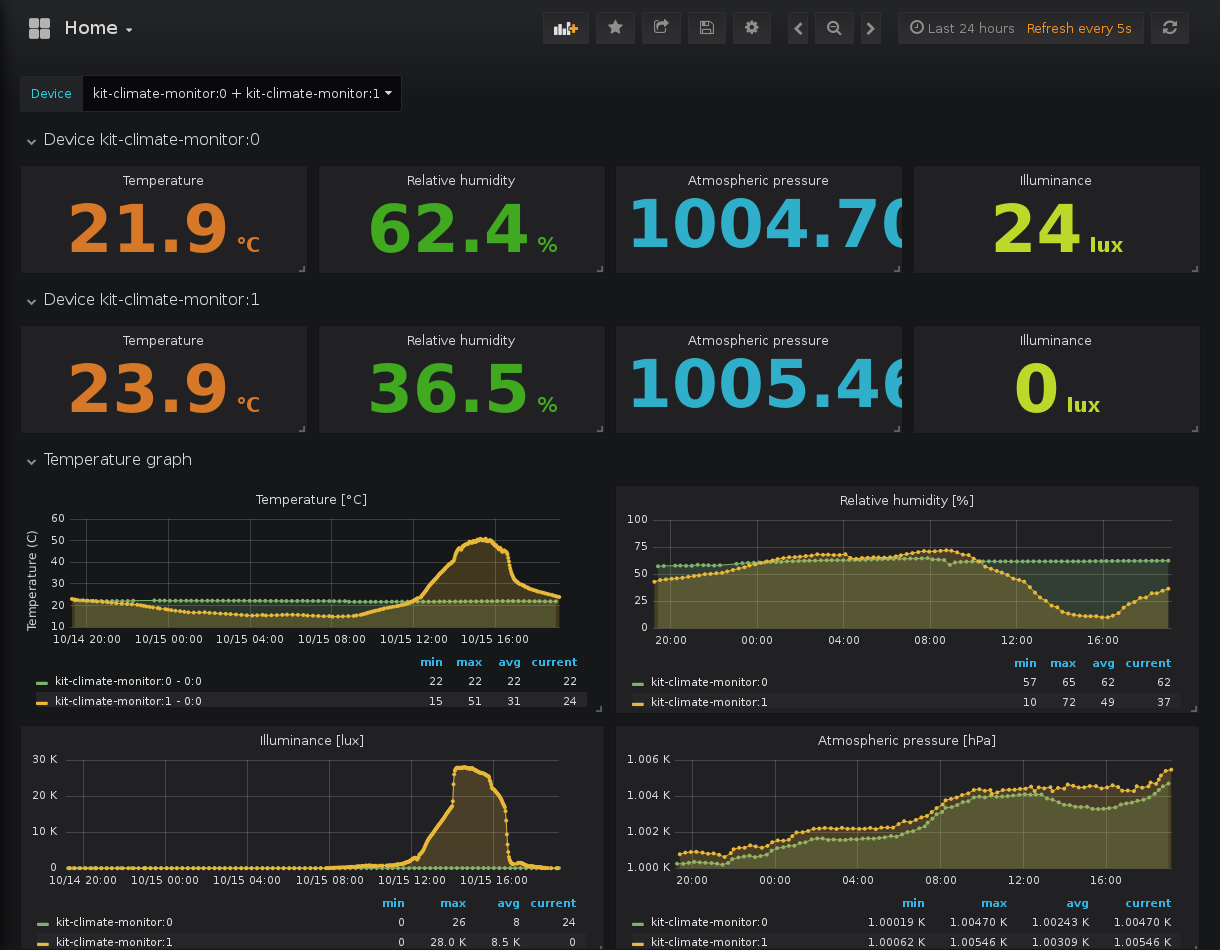 Home
Last 24 hours Refresh every 5s
Device kit-climate-monitor:0 + kit-climate-monitor:1
Device kit-climate-monitor:0
Temperature Relative humidity Atmospheric pressure Illuminance
21.9 °C 62.4 % 1004.70 24 lux
Device kit-climate-monitor:1
Temperature Relative humidity Atmospheric pressure Illuminance
23.9 °C 36.5 % 1005.46 0 lux
Temperature graph
Temperature [°C]
Temperature (C)
60
50
40
30
20
10
10/14 20:00 10/15 00:00 10/15 04:00 10/15 08:00 10/15 12:00 10/15 16:00
min max avg current
kit-climate-monitor:0 - 0:0 22 22 22 22
kit-climate-monitor:1 - 0:0 15 51 31 24
Relative humidity [%]
100
75
50
25
0
20:00 00:00 04:00 08:00 12:00 16:00
min max avg current
kit-climate-monitor:0 57 65 62 62
kit-climate-monitor:1 10 72 49 37
Illuminance [lux]
30 K
20 K
10 K
0
10/14 20:00 10/15 00:00 10/15 04:00 10/15 08:00 10/15 12:00 10/15 16:00
min max avg current
kit-climate-monitor:0 0 26 8 24
kit-climate-monitor:1 0 28.0 K 8.5 K 0
Atmospheric pressure [hPa]
1.006 K
1.004 K
1.002 K
1.000 K
20:00 00:00 04:00 08:00 12:00 16:00
min max avg current
kit-climate-monitor:0 1.00019 K 1.00470 K 1.00243 K 1.00470 K
kit-climate-monitor:1 1.00062 K 1.00546 K 1.00309 K 1.00546 K